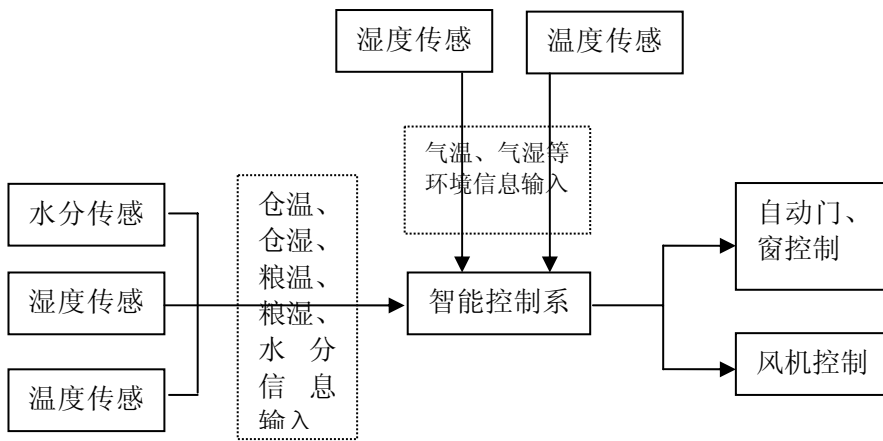 湿度传感
温度传感
气温、气湿等
环境信息输入
水分传感
湿度传感
温度传感
仓温、
仓湿、
粮温、
粮湿、
水 分
信 息
输入
智能控制系
自动门、
窗控制
风机控制